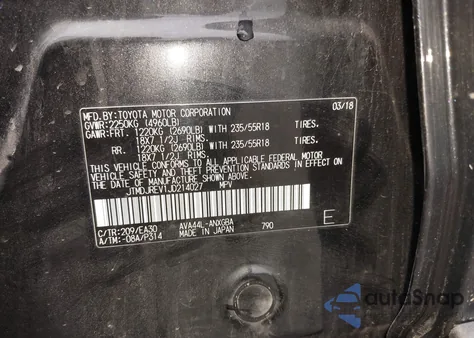 MFD.BY:TOYOTA MOTOR CORPORATION 03/18
GVWR:2250KG (4960LB)
GAWR:FRT. 1220KG (2690LB) WITH 235/55R18 TIRES.
18X7 1/2J RIMS.
RR. 1220KG (2690LB) WITH 235/55R18 TIRES.
18X7 1/2J RIMS.
THIS VEHICLE CONFORMS TO ALL APPLICABLE FEDERAL MOTOR
VEHICLE SAFETY AND THEFT PREVENTION STANDARDS IN EFFECT
ON THE DATE OF MANUFACTURE SHOWN ABOVE.
JTMDJREV1JD214027 MPV
C/TR:209/EA30 AVA44L-ANXGBA
A/TM:-08A/P314 MADE IN JAPAN 790
E
autoSnap